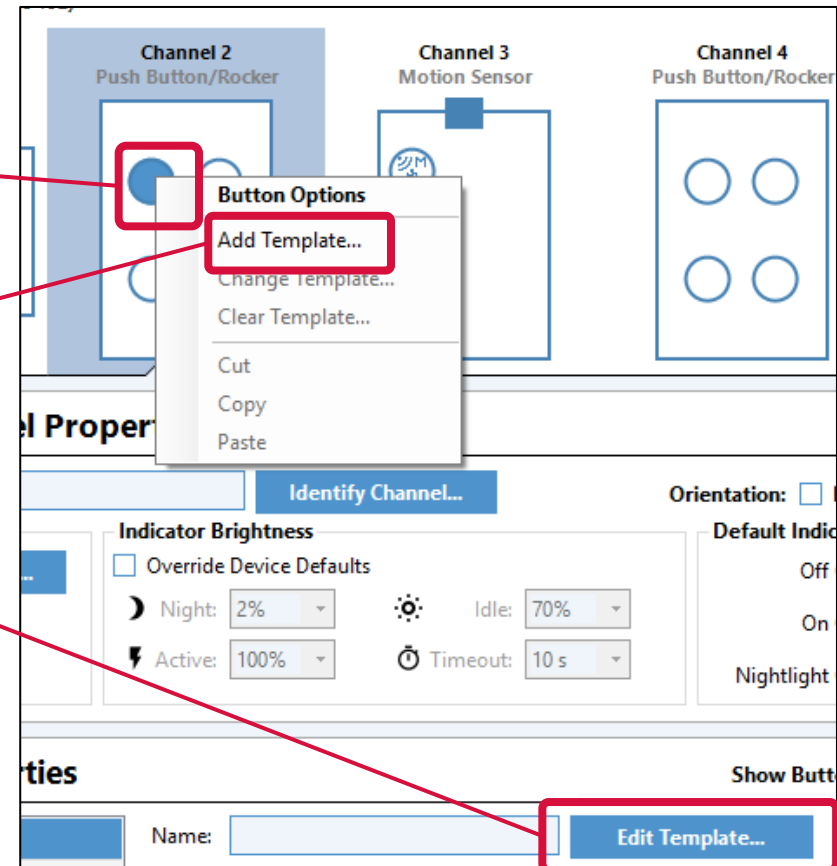 Channel 2
Push Button/Rocker
Channel 3
Motion Sensor
Channel 4
Push Button/Rocker
M
Button Options
Add Template...
Change Template...
Clear Template...
Cut
Copy
Paste
Identify Channel...
Orientation:
Indicator Brightness
Override Device Defaults
Night: 2%
Idle: 70%
Active: 100%
Timeout: 10 s
Default Indic
Off
On
Nightlight
...
el Proper
ties
Show Butt
Name:
Edit Template...